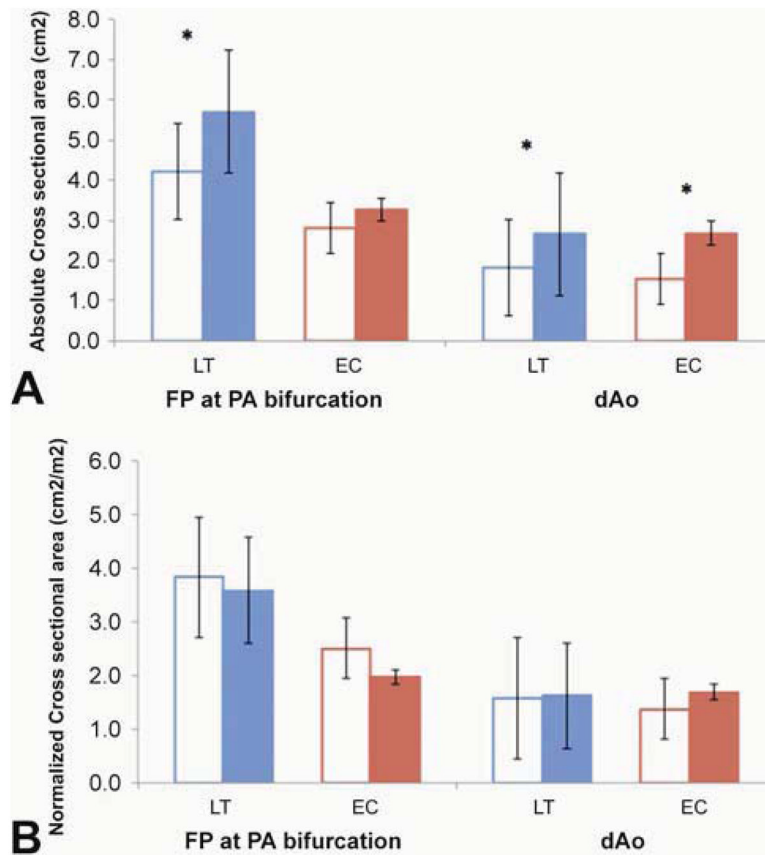 Absolute Cross sectional area (cm2)
8.0
7.0
6.0
5.0
4.0
3.0
2.0
1.0
0.0
*
*
*
LT
EC
LT
EC
FP at PA bifurcation
dAo
A
Normalized Cross sectional area (cm2/m2)
6.0
5.0
4.0
3.0
2.0
1.0
0.0
LT
EC
LT
EC
FP at PA bifurcation
dAo
B